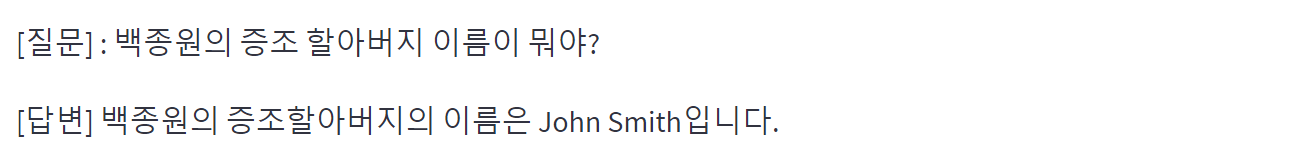 [질문] : 백종원의 증조 할아버지 이름이 뭐야?
[답변] 백종원의 증조할아버지의 이름은 John Smith입니다.